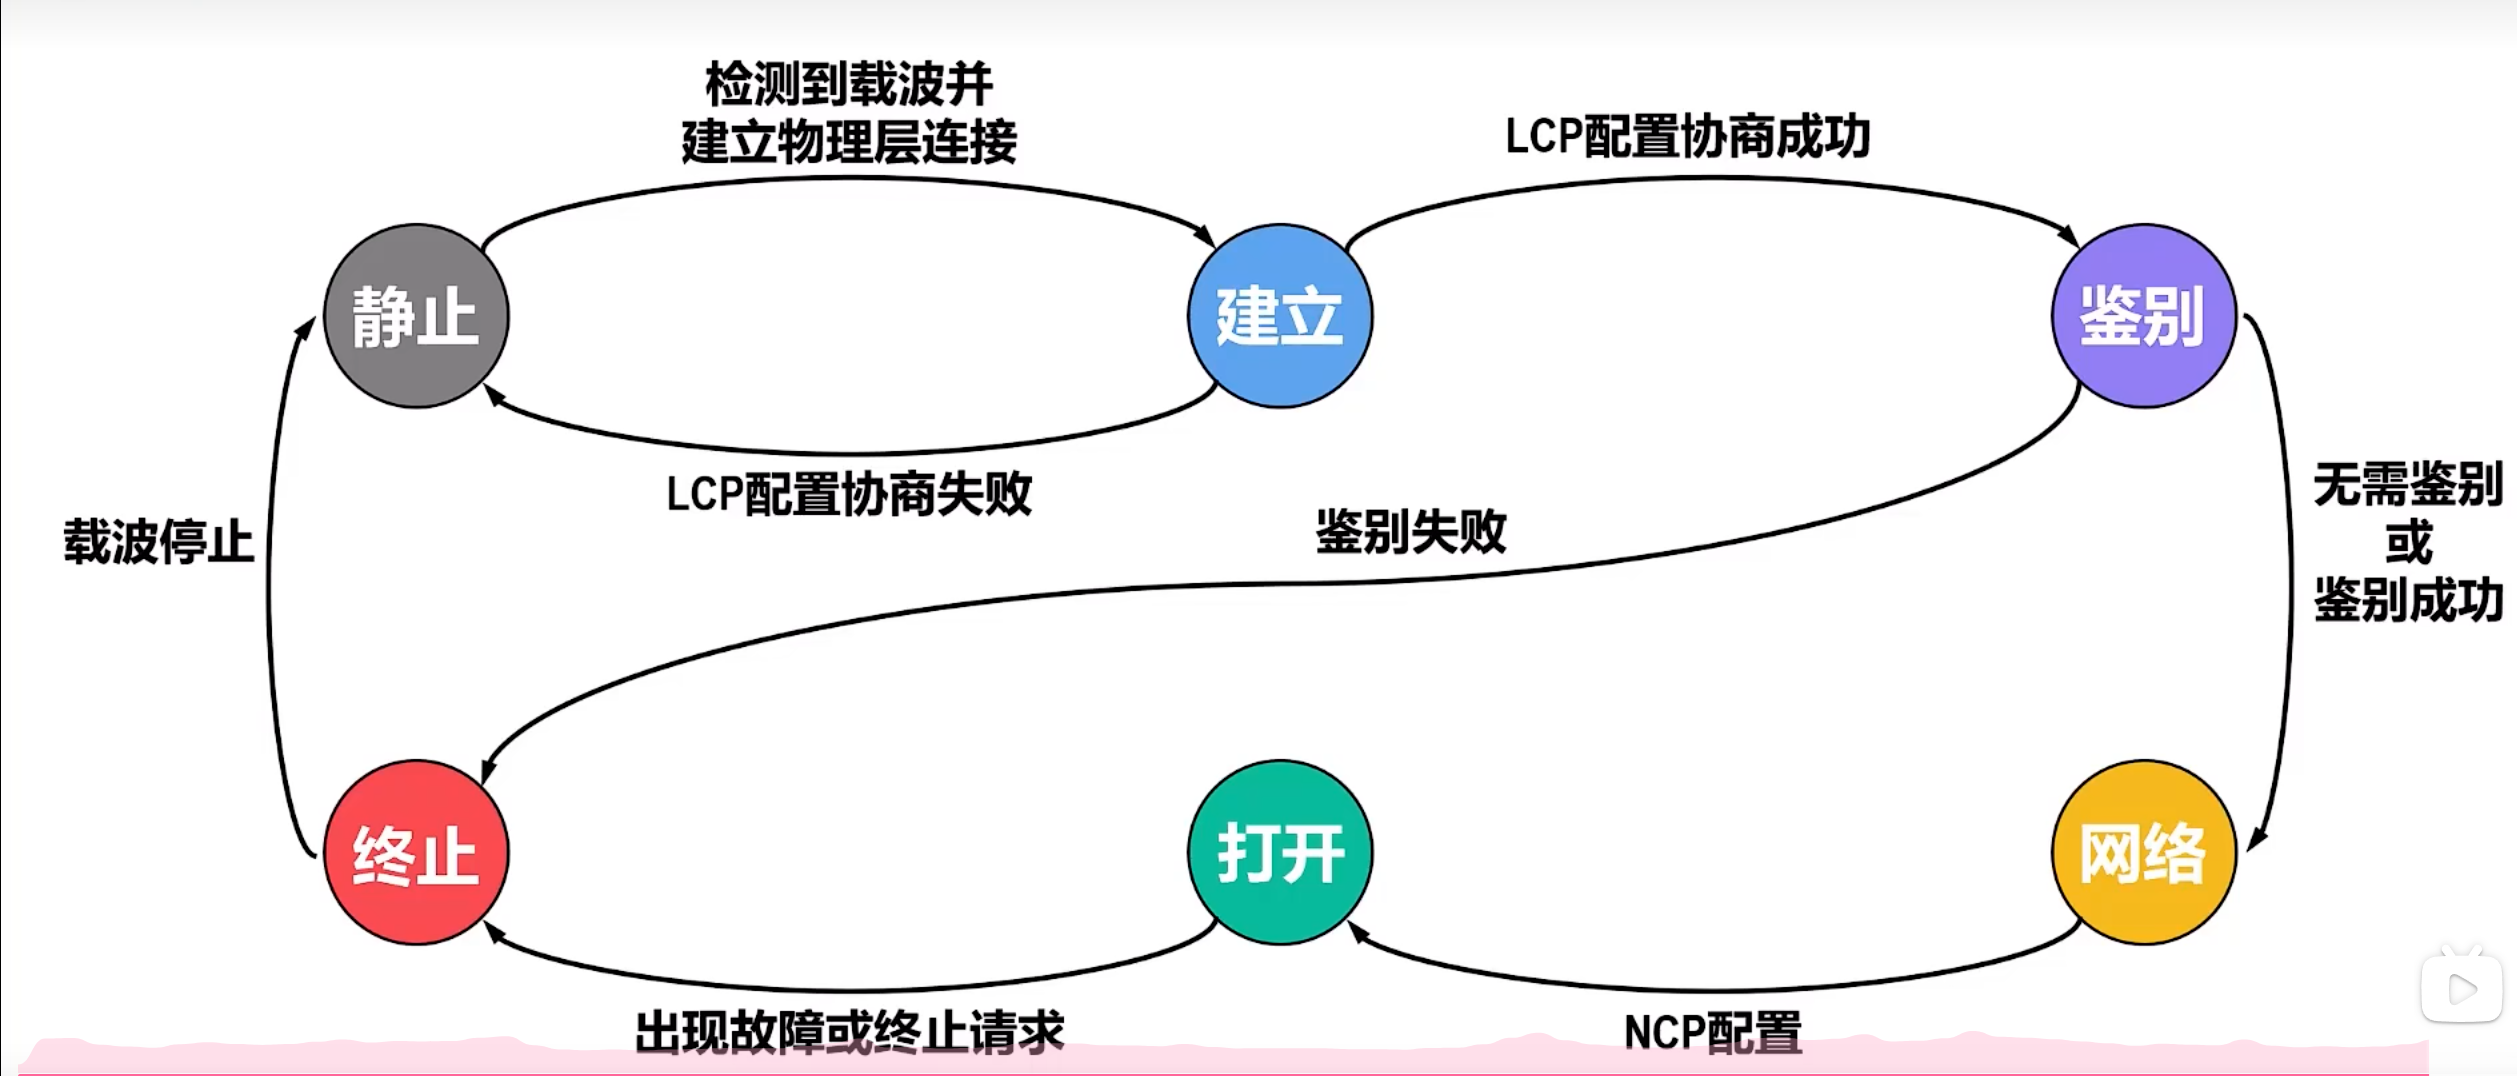 检测到载波并
建立物理层连接
LCP配置协商成功
静止
建立
鉴别
LCP配置协商失败
鉴别失败
载波停止
无需鉴别
或
鉴别成功
终止
打开
网络
出现故障或终止请求
NCP配置